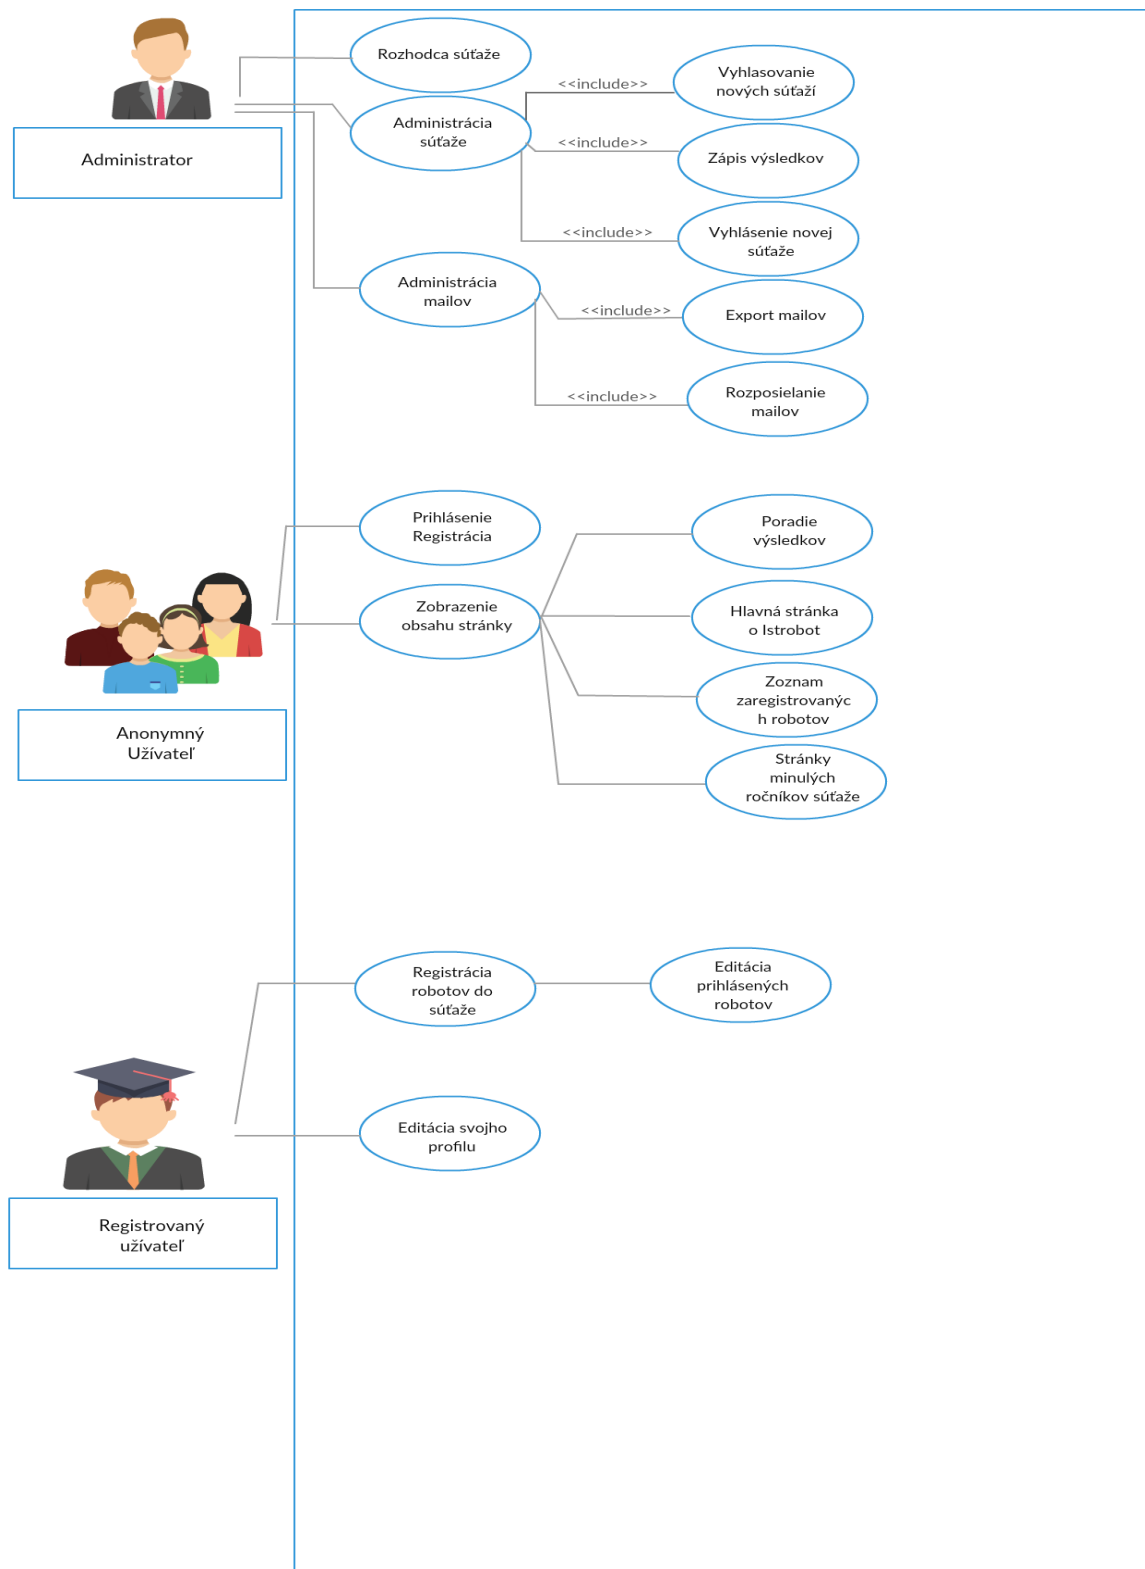 Rozhodca súťaže
Administrator
Administrácia
súťaže
<<include>>
Vyhlasovanie
nových súťaží
<<include>>
Zápis výsledkov
<<include>>
Vyhlásenie novej
súťaže
Administrácia
mailov
<<include>>
Export mailov
<<include>>
Rozposielanie
mailov
Prihlásenie
Registrácia
Zobrazenie
obsahu stránky
Poradie
výsledkov
Hlavná stránka
o Istrobot
Zoznam
zaregistrovanýc
h robotov
Stránky
minulých
ročníkov súťaže
Anonymný
Užívateľ
Registrácia
robotov do
súťaže
Editácia
prihlásených
robotov
Editácia svojho
profilu
Registrovaný
užívateľ